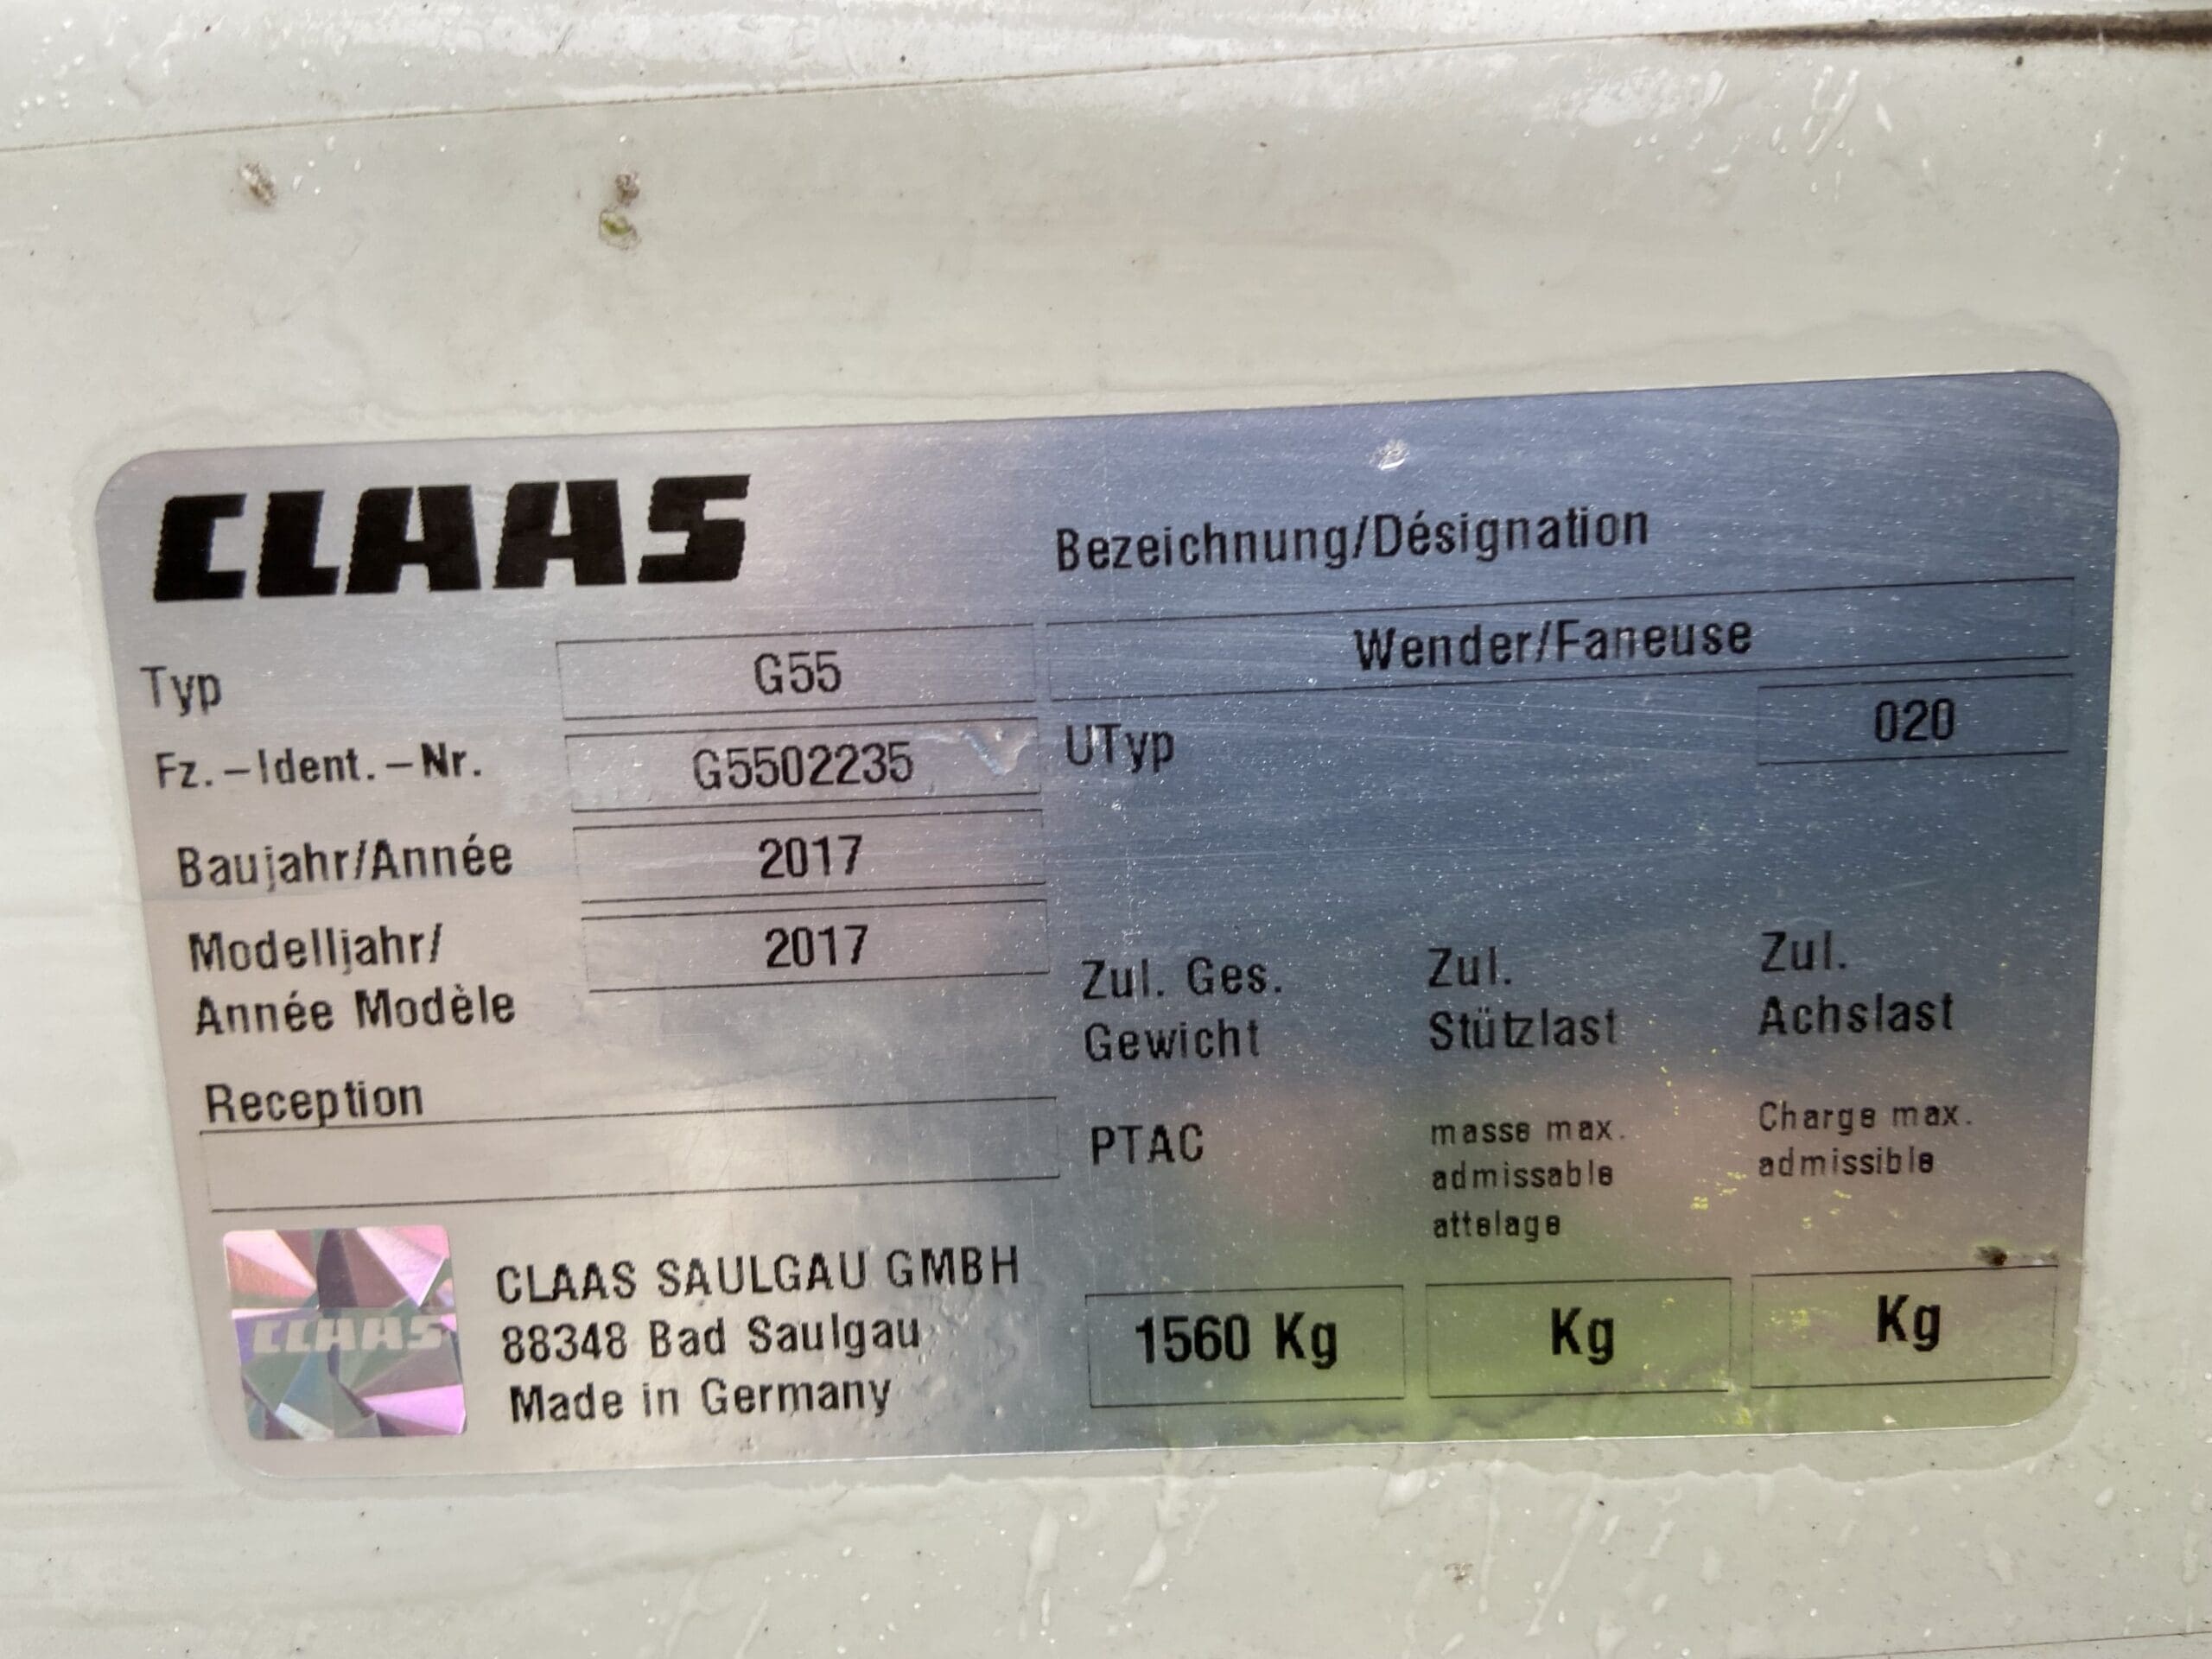 CLAAS
Bezeichnung/Désignation
Wender/Faneuse
Typ G55
UTyp 020
Fz.-Ident.-Nr. G5502235
Baujahr/Année 2017
Modelljahr/ 2017
Année Modèle
Reception
Zul. Ges.
Gewicht
PTAC
1560 Kg
Zul.
Stützlast
masse max.
admissable
attelage
Kg
Zul.
Achslast
Charge max.
admissible
Kg
CLAAS
CLAAS SAULGAU GMBH
88348 Bad Saulgau
Made in Germany